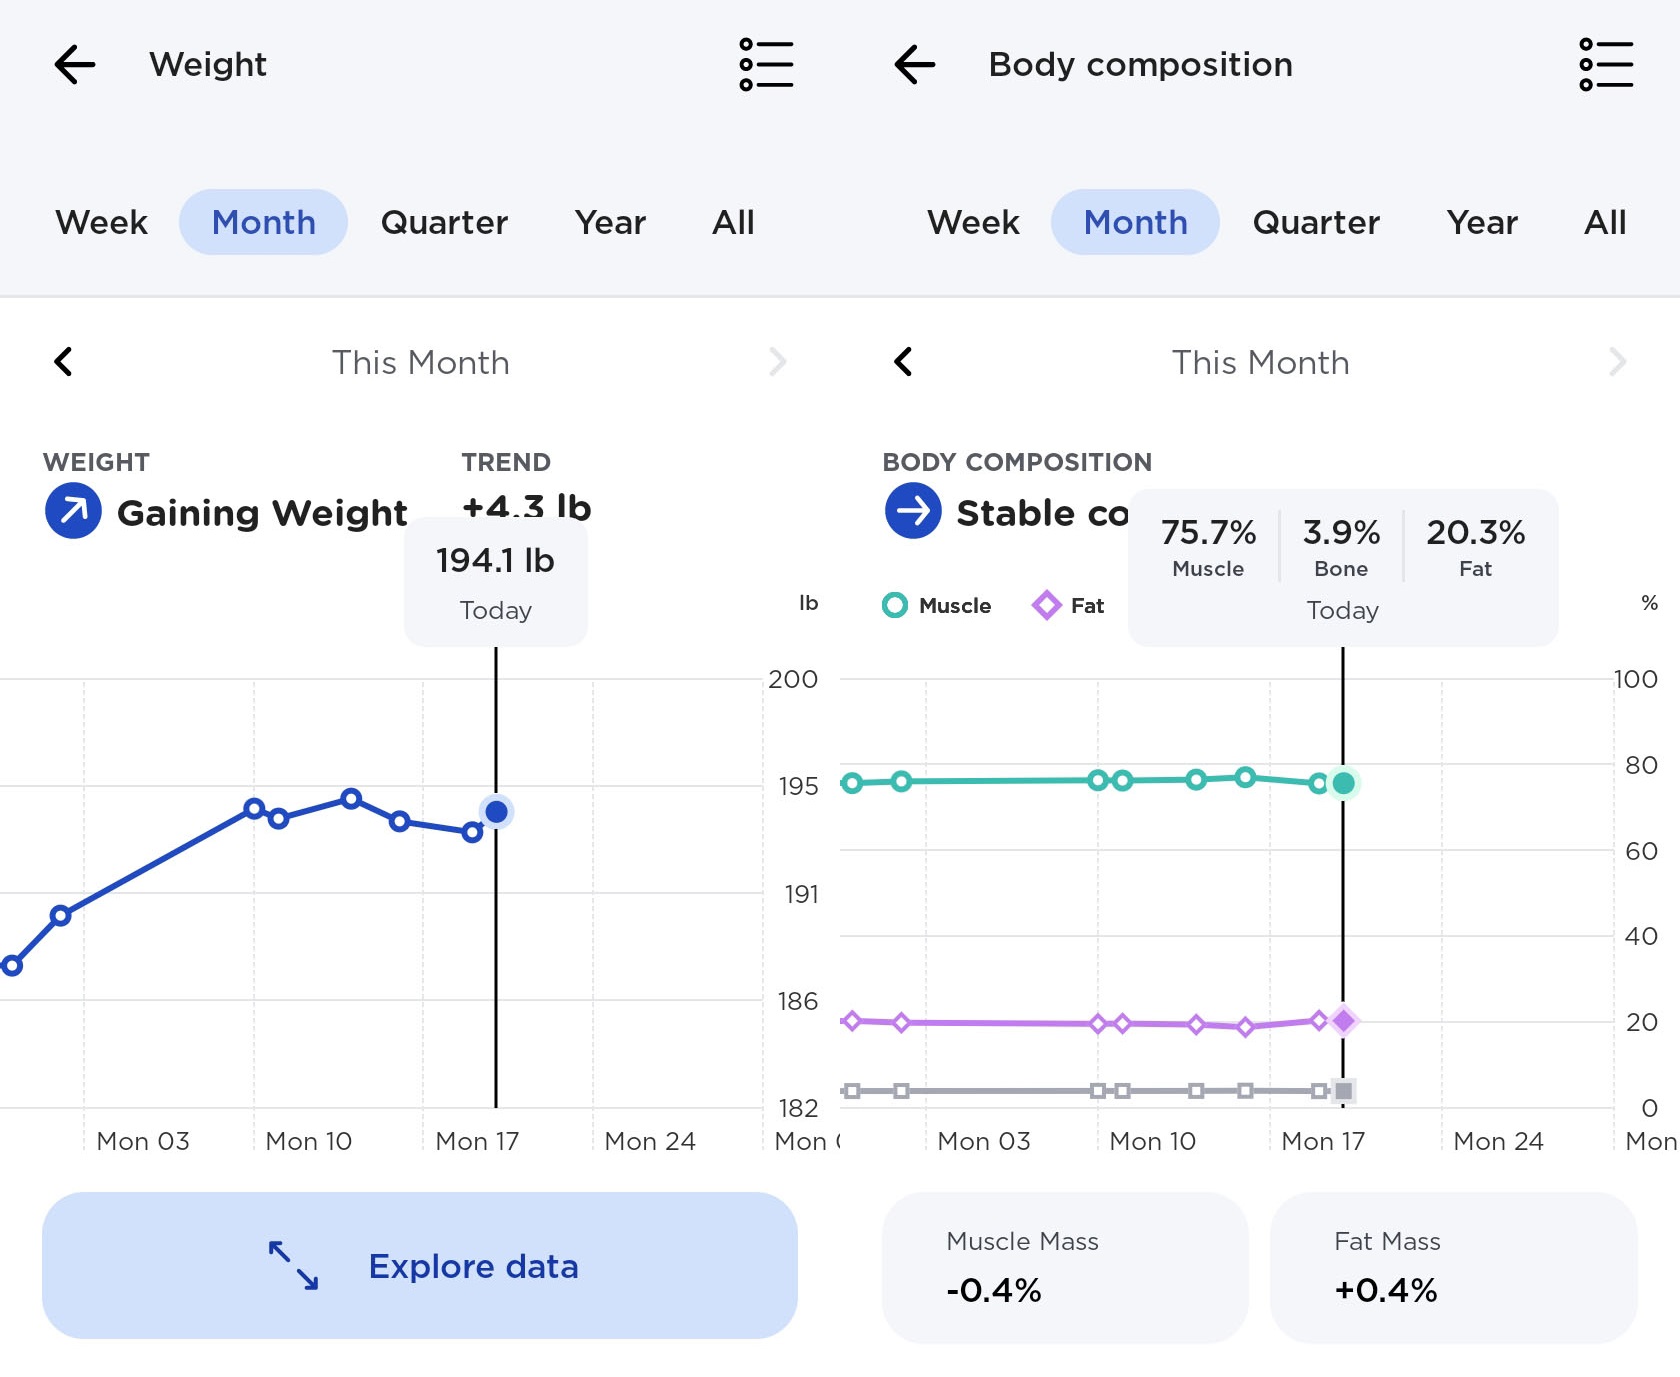 Weight
Week Month Quarter Year All
This Month
WEIGHT TREND
Gaining Weight +4.3 lb
194.1 lb
Today
lb
200
195
191
186
182
Mon 03 Mon 10 Mon 17 Mon 24 Mon
Explore data
Body composition
Week Month Quarter Year All
This Month
BODY COMPOSITION
Stable co
75.7% 3.9% 20.3%
Muscle Bone Fat
Today
Muscle Fat
%
100
80
60
40
20
0
Mon 03 Mon 10 Mon 17 Mon 24 Mon
Muscle Mass Fat Mass
-0.4% +0.4%